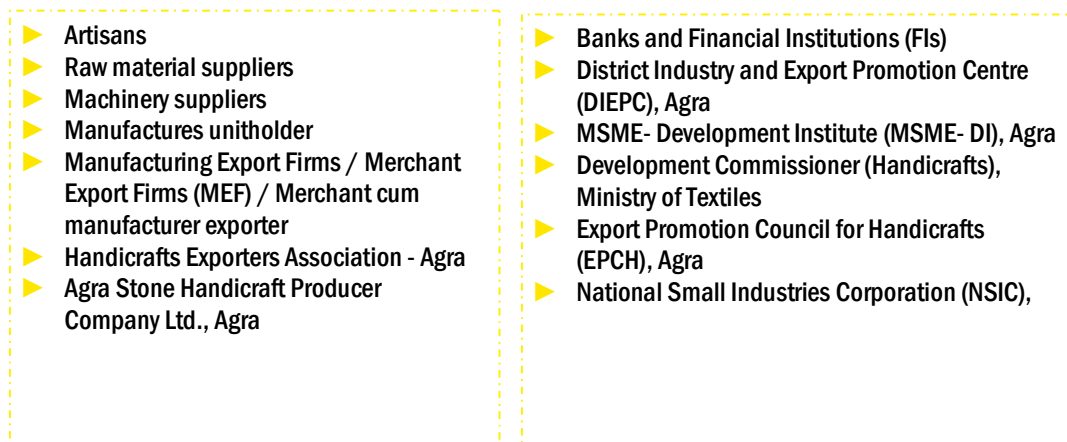 Artisans
Raw material suppliers
Machinery suppliers
Manufactures unitholder
Manufacturing Export Firms / Merchant
Export Firms (MEF) / Merchant cum
manufacturer exporter
Handicrafts Exporters Association - Agra
Agra Stone Handicraft Producer
Company Ltd., Agra
Banks and Financial Institutions (FIs)
District Industry and Export Promotion Centre
(DIEPC), Agra
MSME- Development Institute (MSME- DI), Agra
Development Commissioner (Handicrafts),
Ministry of Textiles
Export Promotion Council for Handicrafts
(EPCH), Agra
National Small Industries Corporation (NSIC),